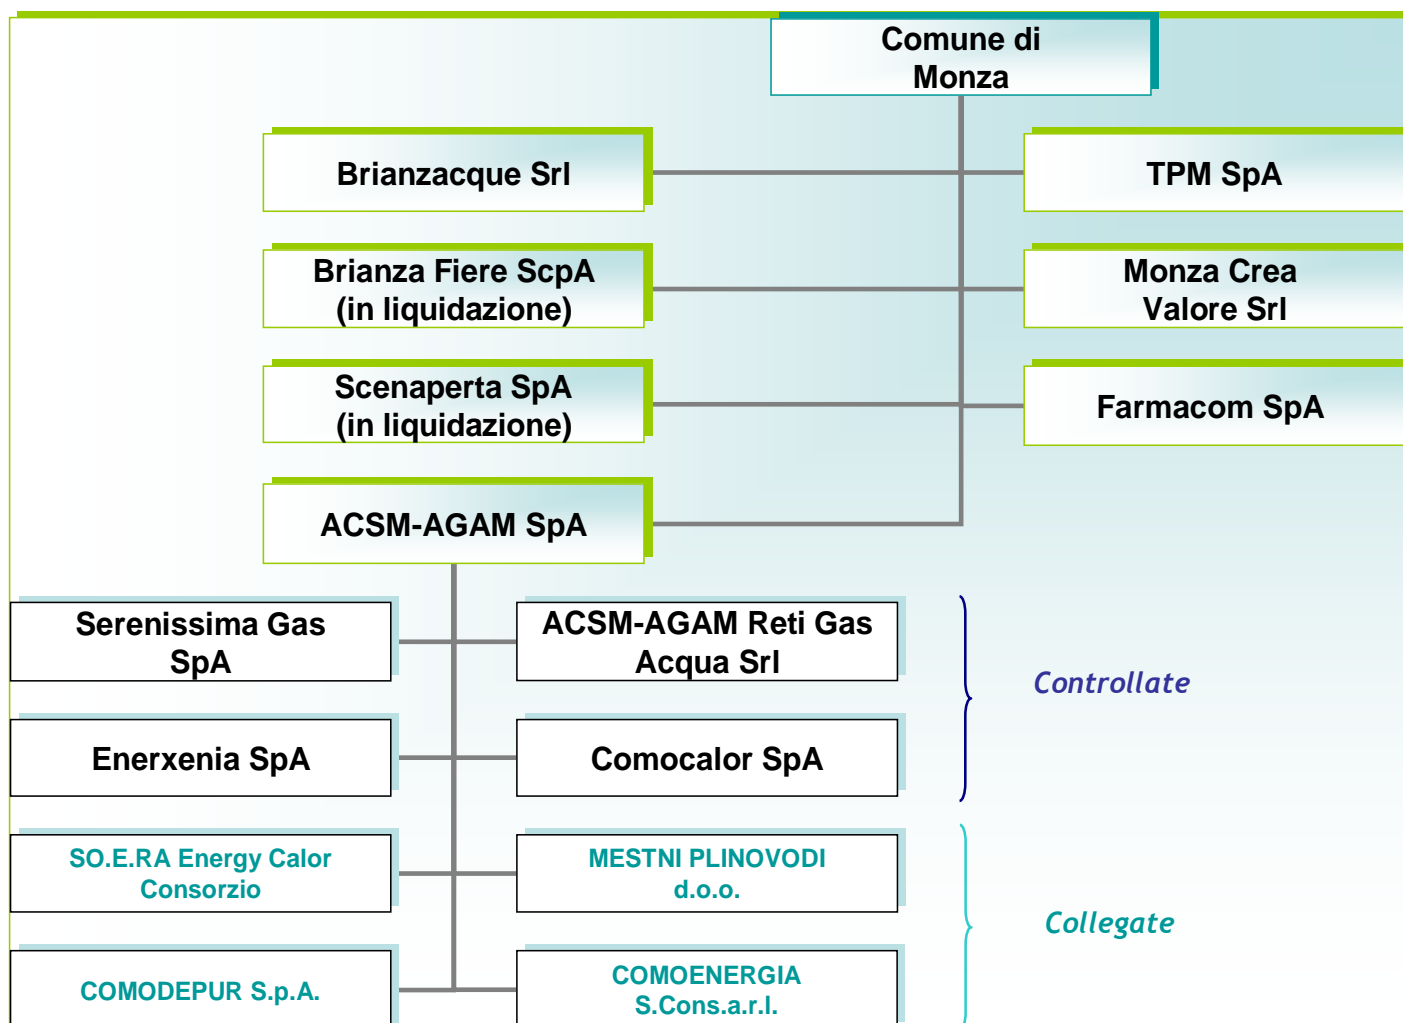 Comune di
Monza
Brianzacque Srl
TPM SpA
Brianza Fiere ScpA
(in liquidazione)
Monza Crea
Valore Srl
Scenaperta SpA
(in liquidazione)
Farmacom SpA
ACSM-AGAM SpA
Serenissima Gas
SpA
ACSM-AGAM Reti Gas
Acqua Srl
Controllate
Enerxenia SpA
Comocalor SpA
SO.E.RA Energy Calor
Consorzio
MESTNI PLINOVODI
d.o.o.
Collegate
COMODEPUR S.p.A.
COMOENERGIA
S.Cons.a.r.l.